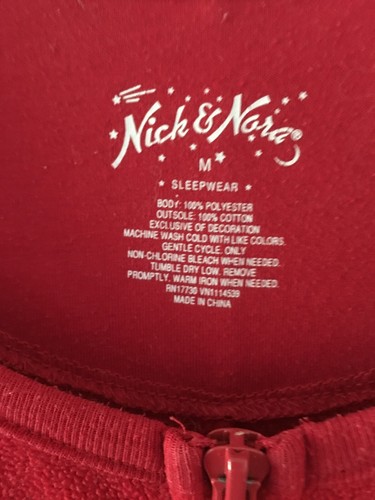 Nick & Nora®
M
SLEEPWEAR
BODY: 100% POLYESTER
OUTSOLE: 100% COTTON
EXCLUSIVE OF DECORATION
MACHINE WASH COLD WITH LIKE COLORS.
GENTLE CYCLE. ONLY
NON-CHLORINE BLEACH WHEN NEEDED.
TUMBLE DRY LOW. REMOVE
PROMPTLY. WARM IRON WHEN NEEDED.
RN17730 VN1114539
MADE IN CHINA